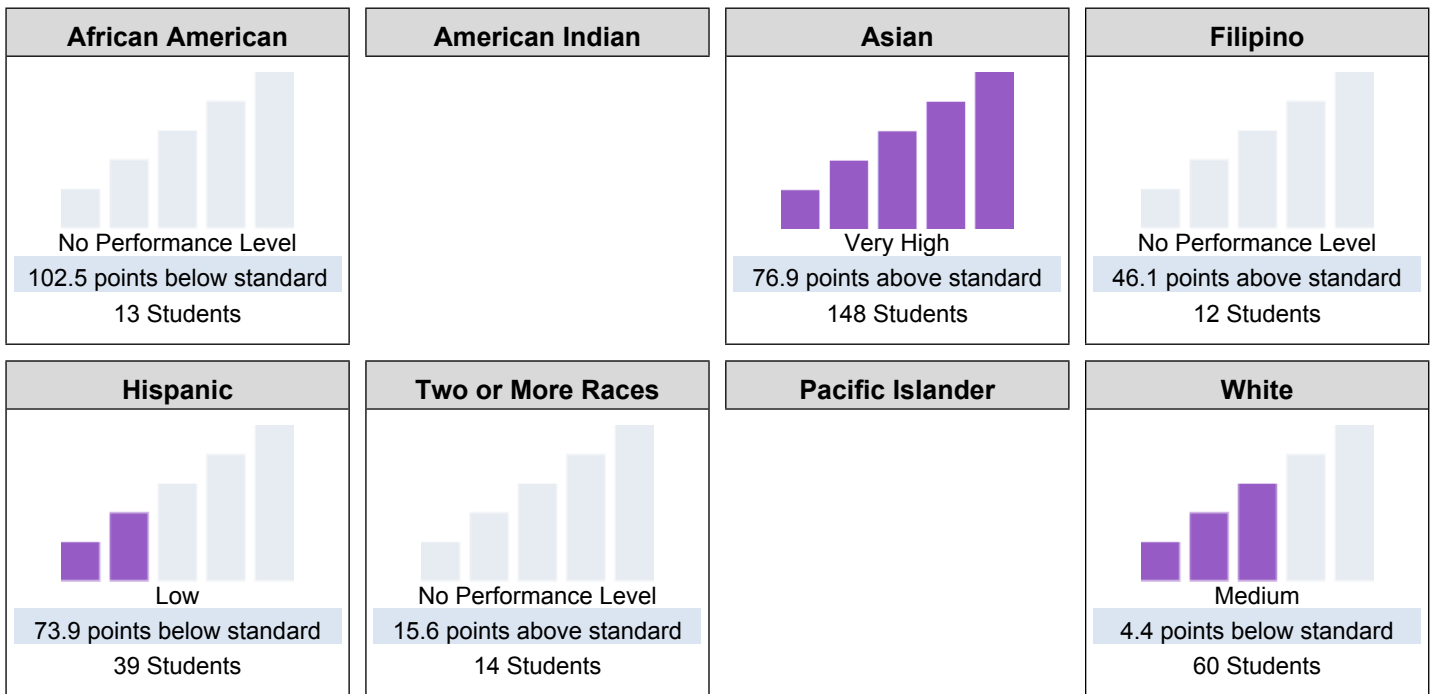 African American
No Performance Level
102.5 points below standard
13 Students
American Indian
Asian
Very High
76.9 points above standard
148 Students
Filipino
No Performance Level
46.1 points above standard
12 Students
Hispanic
Low
73.9 points below standard
39 Students
Two or More Races
No Performance Level
15.6 points above standard
14 Students
Pacific Islander
White
Medium
4.4 points below standard
60 Students